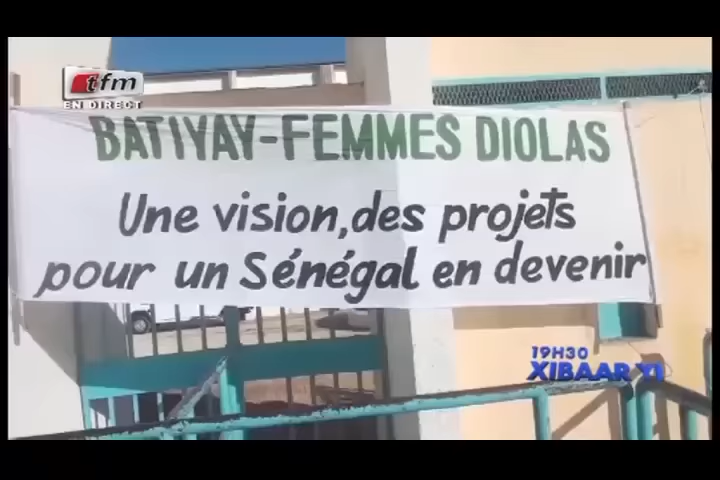 tfm
EN DIRECT
BATIYAY-FEMMES DIOLAS
Une vision, des projets
pour un Sénégal en devenir
19H30
XIBAAR YI